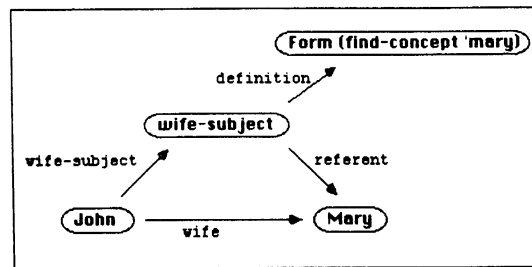 Form (find-concept 'mary)
definition
wife-subject
wife-subject
referent
John
wife
Mary